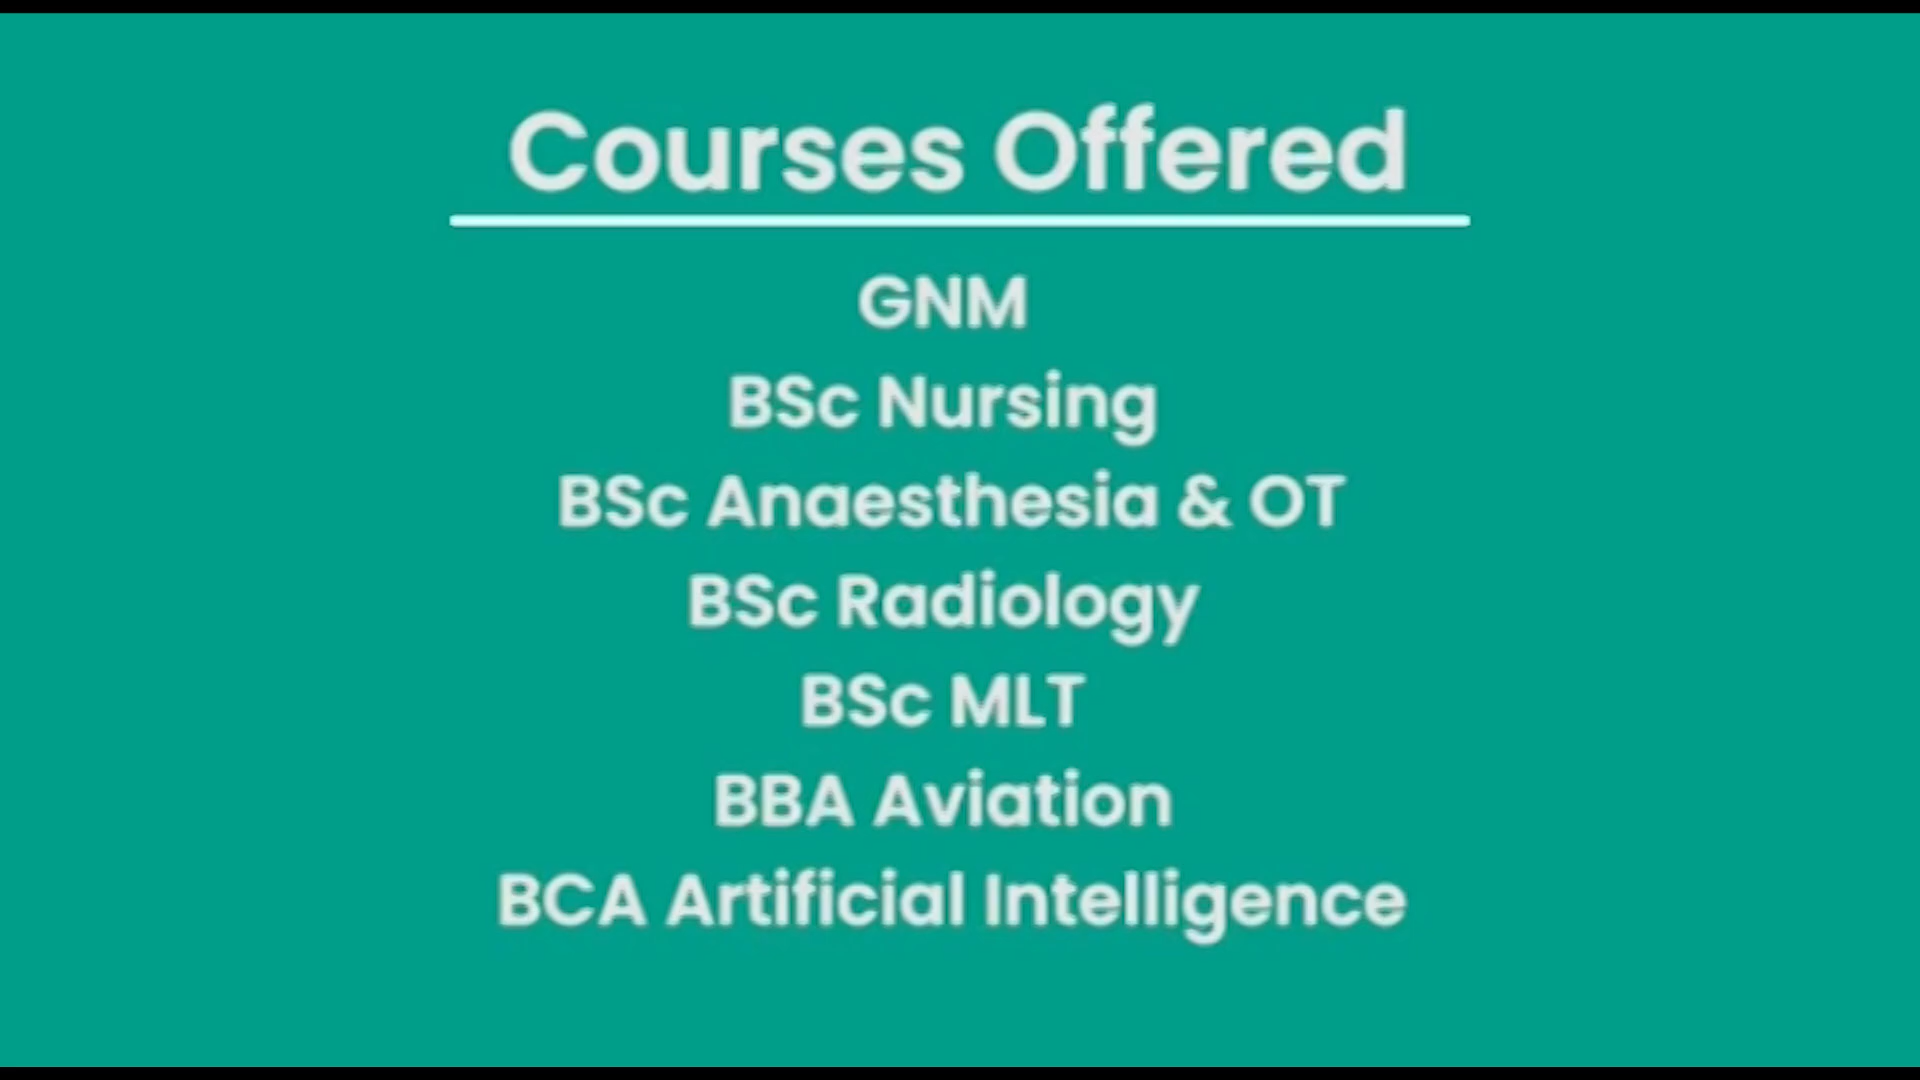 Courses Offered
GNM
BSc Nursing
BSc Anaesthesia & OT
BSc Radiology
BSc MLT
BBA Aviation
BCA Artificial Intelligence